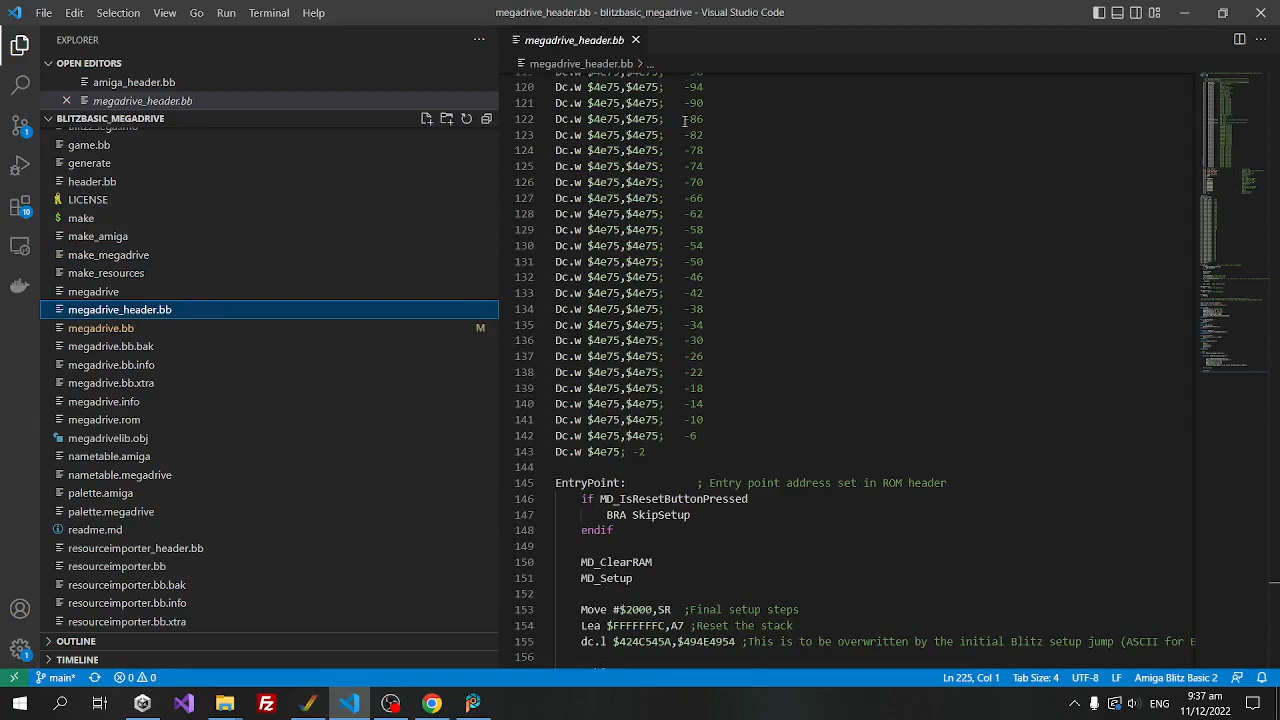 File Edit Selection View Go Run Terminal Help megadrive_header.bb - blitzbasic_megadrive - Visual Studio Code
EXPLORER
OPEN EDITORS
amiga_header.bb
megadrive_header.bb
BLITZBASIC_MEGADRIVE
game.bb
generate
header.bb
LICENSE
make
make_amiga
make_megadrive
make_resources
megadrive
megadrive_header.bb
megadrive.bb M
megadrive.bb.bak
megadrive.bb.info
megadrive.bb.xtra
megadrive.info
megadrive.rom
megadrivelib.obj
nametable.amiga
nametable.megadrive
palette.amiga
palette.megadrive
readme.md
resourceimporter_header.bb
resourceimporter.bb
resourceimporter.bb.bak
resourceimporter.bb.info
resourceimporter.bb.xtra
OUTLINE
TIMELINE
1
10
1
megadrive_header.bb
megadrive_header.bb > ...
119 Dc.w $4e75,$4e75; -98
120 Dc.w $4e75,$4e75; -94
121 Dc.w $4e75,$4e75; -90
122 Dc.w $4e75,$4e75; -86
123 Dc.w $4e75,$4e75; -82
124 Dc.w $4e75,$4e75; -78
125 Dc.w $4e75,$4e75; -74
126 Dc.w $4e75,$4e75; -70
127 Dc.w $4e75,$4e75; -66
128 Dc.w $4e75,$4e75; -62
129 Dc.w $4e75,$4e75; -58
130 Dc.w $4e75,$4e75; -54
131 Dc.w $4e75,$4e75; -50
132 Dc.w $4e75,$4e75; -46
133 Dc.w $4e75,$4e75; -42
134 Dc.w $4e75,$4e75; -38
135 Dc.w $4e75,$4e75; -34
136 Dc.w $4e75,$4e75; -30
137 Dc.w $4e75,$4e75; -26
138 Dc.w $4e75,$4e75; -22
139 Dc.w $4e75,$4e75; -18
140 Dc.w $4e75,$4e75; -14
141 Dc.w $4e75,$4e75; -10
142 Dc.w $4e75,$4e75; -6
143 Dc.w $4e75; -2
144
145 EntryPoint: ; Entry point address set in ROM header
146 if MD_IsResetButtonPressed
147 BRA SkipSetup
148 endif
149
150 MD_ClearRAM
151 MD_Setup
152
153 Move #$2000,SR ;Final setup steps
154 Lea $FFFFFFFC,A7 ;Reset the stack
155 dc.l $424C545A,$494E4954 ;This is to be overwritten by the initial Blitz setup jump (ASCII for B
156
main* 0 0 Ln 225, Col 1 Tab Size: 4 UTF-8 LF Amiga Blitz Basic 2
9:37 am
11/12/2022